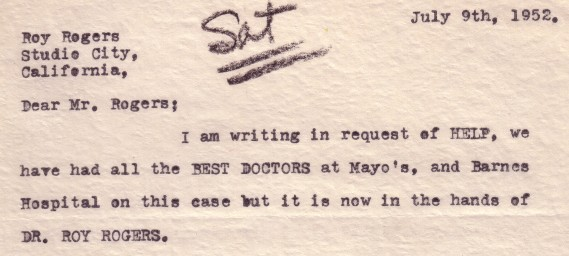 July 9th, 1952.
Sat
Roy Rogers
Studio City,
California,
Dear Mr. Rogers;
I am writing in request of HELP, we
have had all the BEST DOCTORS at Mayo's, and Barnes
Hospital on this case but it is now in the hands of
DR. ROY ROGERS.